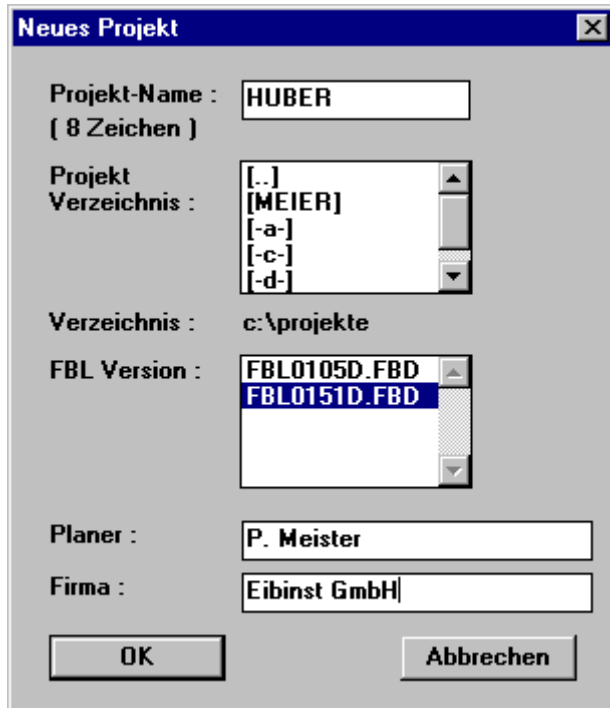 Neues Projekt
Projekt-Name :
HUBER
( 8 Zeichen )
Projekt
Verzeichnis :
[..]
[MEIER]
[-a-]
[-c-]
[-d-]
Verzeichnis :
c:\projekte
FBL Version :
FBL0105D.FBD
FBL0151D.FBD
Planer :
P. Meister
Firma :
Eibinst GmbH
OK
Abbrechen